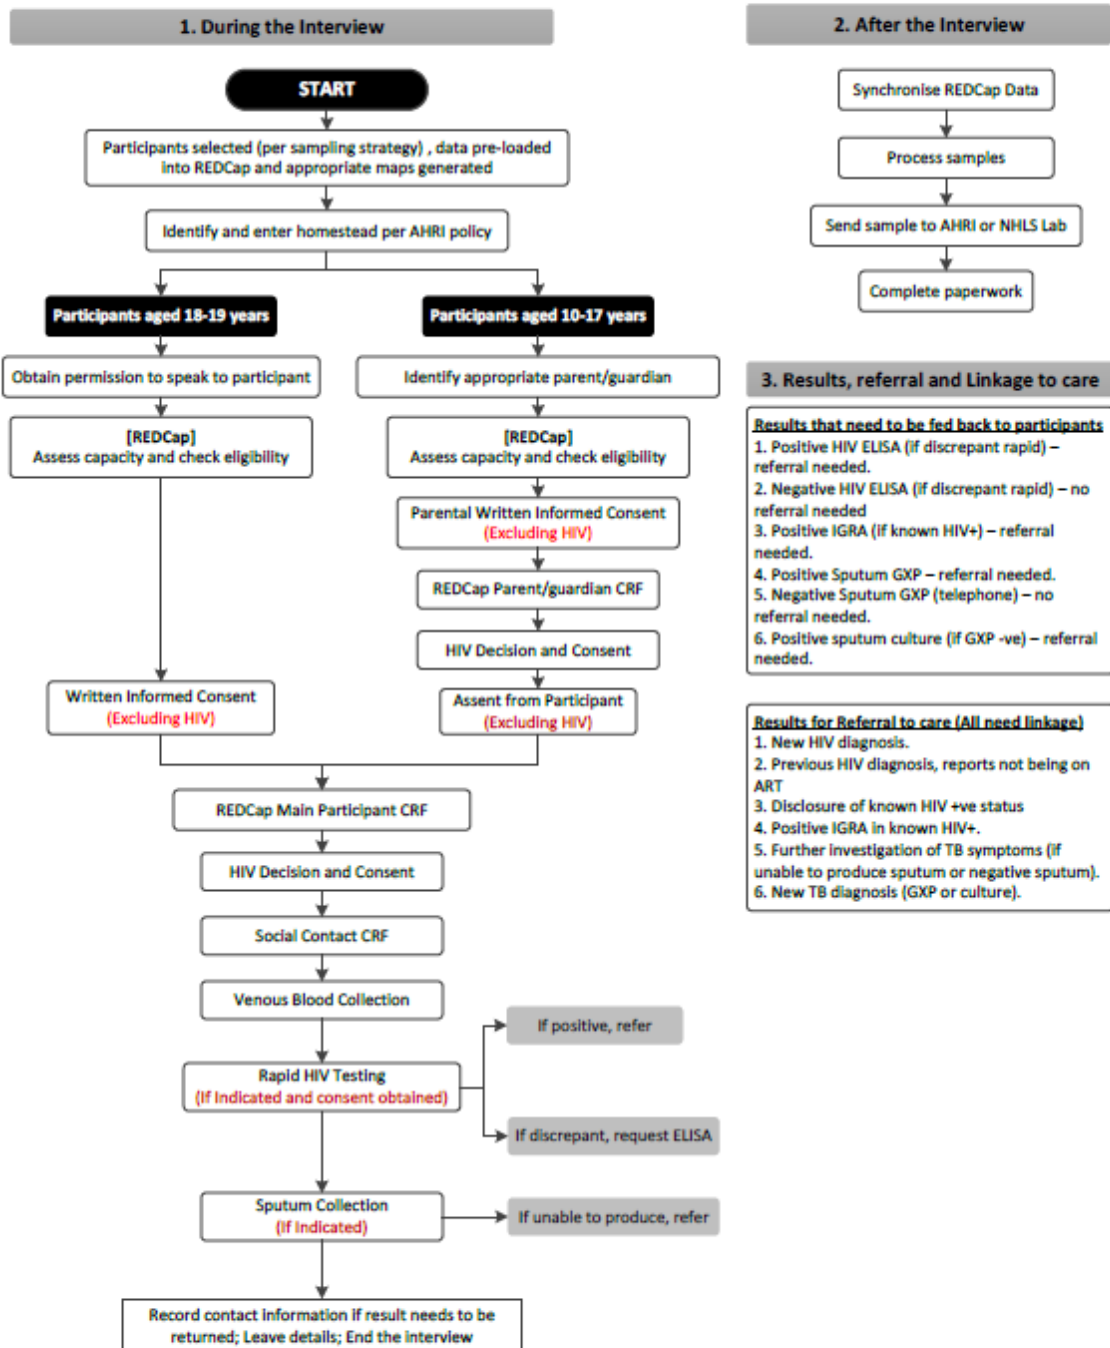 1. During the Interview
START
Participants selected (per sampling strategy) , data pre-loaded
into REDCap and appropriate maps generated
Identify and enter homestead per AHRI policy
Participants aged 18-19 years
Obtain permission to speak to participant
[REDCap]
Assess capacity and check eligibility
Written Informed Consent
(Excluding HIV)
Participants aged 10-17 years
Identify appropriate parent/guardian
[REDCap]
Assess capacity and check eligibility
Parental Written Informed Consent
(Excluding HIV)
REDCap Parent/guardian CRF
HIV Decision and Consent
Assent from Participant
(Excluding HIV)
REDCap Main Participant CRF
HIV Decision and Consent
Social Contact CRF
Venous Blood Collection
Rapid HIV Testing
(If Indicated and consent obtained)
If positive, refer
If discrepant, request ELISA
Sputum Collection
(If Indicated)
If unable to produce, refer
Record contact information if result needs to be
returned; Leave details; End the interview
2. After the Interview
Synchronise REDCap Data
Process samples
Send sample to AHRI or NHLS Lab
Complete paperwork
3. Results, referral and Linkage to care
Results that need to be fed back to participants
1. Positive HIV ELISA (if discrepant rapid) –
referral needed.
2. Negative HIV ELISA (if discrepant rapid) – no
referral needed
3. Positive IGRA (if known HIV+) – referral
needed.
4. Positive Sputum GXP – referral needed.
5. Negative Sputum GXP (telephone) – no
referral needed.
6. Positive sputum culture (if GXP -ve) – referral
needed.
Results for Referral to care (All need linkage)
1. New HIV diagnosis.
2. Previous HIV diagnosis, reports not being on
ART
3. Disclosure of known HIV +ve status
4. Positive IGRA in known HIV+.
5. Further investigation of TB symptoms (if
unable to produce sputum or negative sputum).
6. New TB diagnosis (GXP or culture).